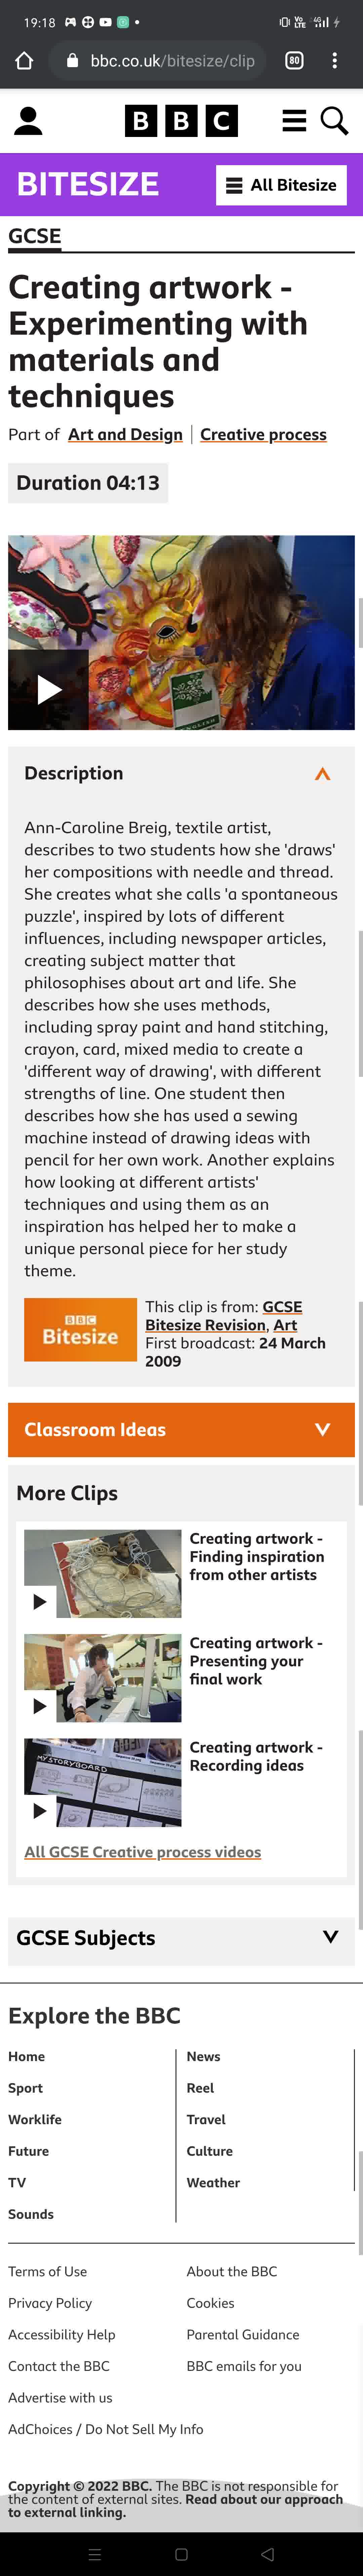 19:18
Vo LTE 4G
bbc.co.uk/bitesize/clip
80
BBC
BITESIZE
All Bitesize
GCSE
Creating artwork -
Experimenting with
materials and
techniques
Part of Art and Design | Creative process
Duration 04:13
ENGLISH
Description
Ann-Caroline Breig, textile artist,
describes to two students how she 'draws'
her compositions with needle and thread.
She creates what she calls 'a spontaneous
puzzle', inspired by lots of different
influences, including newspaper articles,
creating subject matter that
philosophises about art and life. She
describes how she uses methods,
including spray paint and hand stitching,
crayon, card, mixed media to create a
'different way of drawing', with different
strengths of line. One student then
describes how she has used a sewing
machine instead of drawing ideas with
pencil for her own work. Another explains
how looking at different artists'
techniques and using them as an
inspiration has helped her to make a
unique personal piece for her study
theme.
BBC
Bitesize
This clip is from: GCSE
Bitesize Revision, Art
First broadcast: 24 March
2009
Classroom Ideas
More Clips
Creating artwork -
Finding inspiration
from other artists
Creating artwork -
Presenting your
final work
MY STORYBOARD
Creating artwork -
Recording ideas
All GCSE Creative process videos
GCSE Subjects
Explore the BBC
Home
News
Sport
Reel
Worklife
Travel
Future
Culture
TV
Weather
Sounds
Terms of Use
About the BBC
Privacy Policy
Cookies
Accessibility Help
Parental Guidance
Contact the BBC
BBC emails for you
Advertise with us
AdChoices / Do Not Sell My Info
Copyright © 2022 BBC. The BBC is not responsible for
the content of external sites. Read about our approach
to external linking.